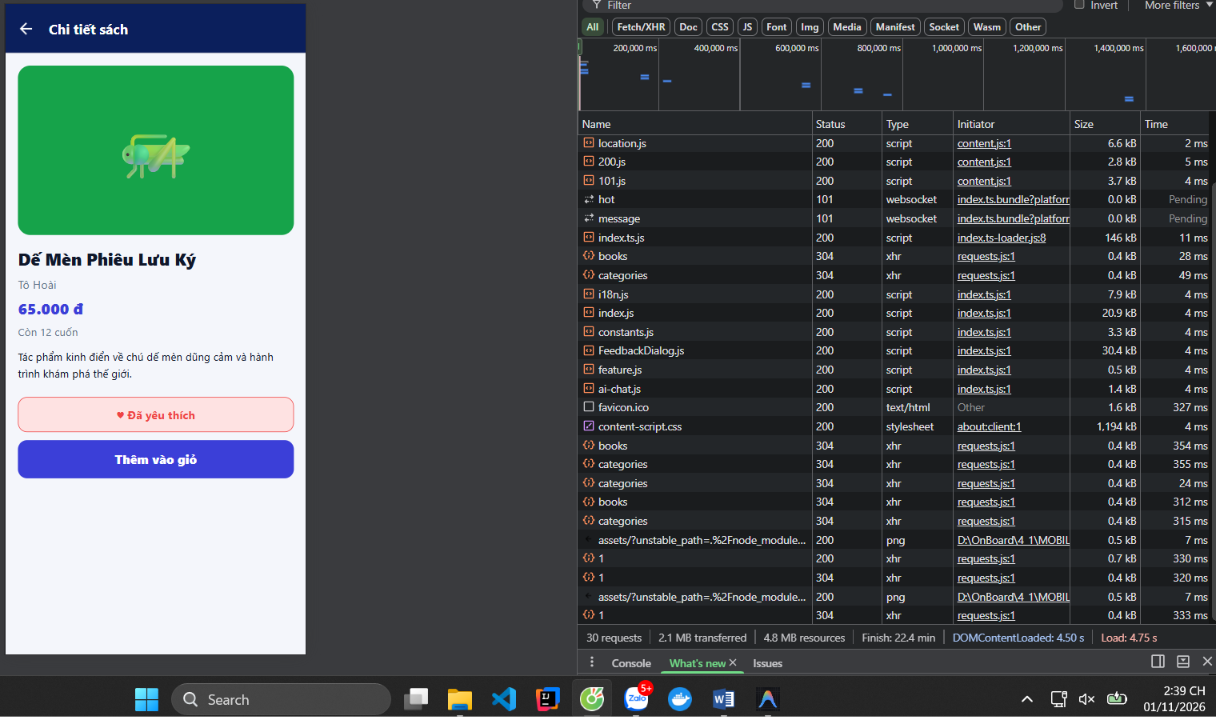 Chi tiết sách
Dế Mèn Phiêu Lưu Ký
Tô Hoài
65.000 đ
Còn 12 cuốn
Tác phẩm kinh điển về chú dế mèn dũng cảm và hành
trình khám phá thế giới.
♥ Đã yêu thích
Thêm vào giỏ
Filter Invert More filters
All Fetch/XHR Doc CSS JS Font Img Media Manifest Socket Wasm Other
200,000 ms 400,000 ms 600,000 ms 800,000 ms 1,000,000 ms 1,200,000 ms 1,400,000 ms 1,600,000
Name Status Type Initiator Size Time
location.js 200 script content.js:1 6.6 kB 2 ms
200.js 200 script content.js:1 2.8 kB 5 ms
101.js 200 script content.js:1 3.7 kB 4 ms
hot 101 websocket index.ts.bundle?platforn 0.0 kB Pending
message 101 websocket index.ts.bundle?platforn 0.0 kB Pending
index.ts.js 200 script index.ts-loader.js:8 146 kB 11 ms
books 304 xhr requests.js:1 0.4 kB 28 ms
categories 304 xhr requests.js:1 0.4 kB 49 ms
i18n.js 200 script index.ts.js:1 7.9 kB 4 ms
index.js 200 script index.ts.js:1 20.9 kB 4 ms
constants.js 200 script index.ts.js:1 3.3 kB 4 ms
FeedbackDialog.js 200 script index.ts.js:1 30.4 kB 4 ms
feature.js 200 script index.ts.js:1 0.5 kB 4 ms
ai-chat.js 200 script index.ts.js:1 1.4 kB 4 ms
favicon.ico 200 text/html Other 1.6 kB 327 ms
content-script.css 200 stylesheet about:client:1 1,194 kB 4 ms
books 304 xhr requests.js:1 0.4 kB 354 ms
categories 304 xhr requests.js:1 0.4 kB 355 ms
categories 304 xhr requests.js:1 0.4 kB 24 ms
books 304 xhr requests.js:1 0.4 kB 312 ms
categories 304 xhr requests.js:1 0.4 kB 315 ms
assets/?unstable_path=.%2Fnode_module... 200 png D:\OnBoard\4_1\MOBIL 0.5 kB 7 ms
1 200 xhr requests.js:1 0.7 kB 330 ms
1 304 xhr requests.js:1 0.4 kB 320 ms
assets/?unstable_path=.%2Fnode_module... 200 png D:\OnBoard\4_1\MOBIL 0.5 kB 7 ms
1 304 xhr requests.js:1 0.4 kB 333 ms
30 requests 2.1 MB transferred 4.8 MB resources Finish: 22.4 min DOMContentLoaded: 4.50 s Load: 4.75 s
Console What's new Issues
Search
Zalo 5+
2:39 CH
01/11/2026